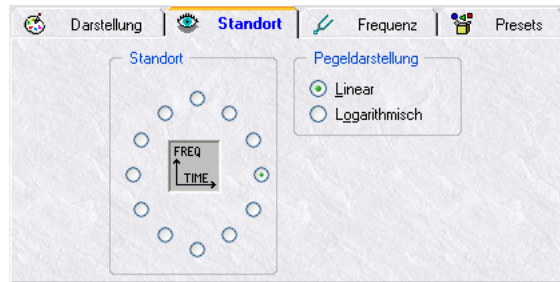 Darstellung Standort Frequenz Presets
Standort
Pegeldarstellung
Linear
Logarithmisch
FREQ
TIME